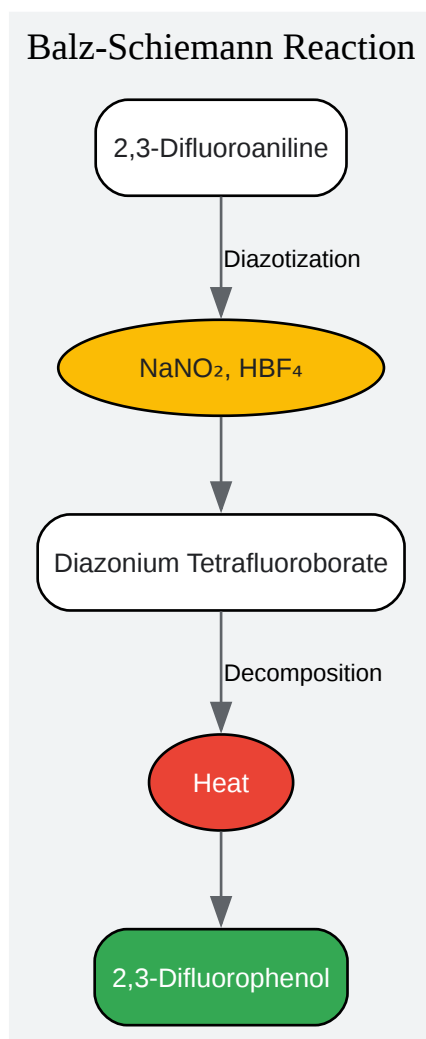 Balz-Schiemann Reaction
2,3-Difluoroaniline
Diazotization
NaNO₂, HBF₄
Diazonium Tetrafluoroborate
Decomposition
Heat
2,3-Difluorophenol